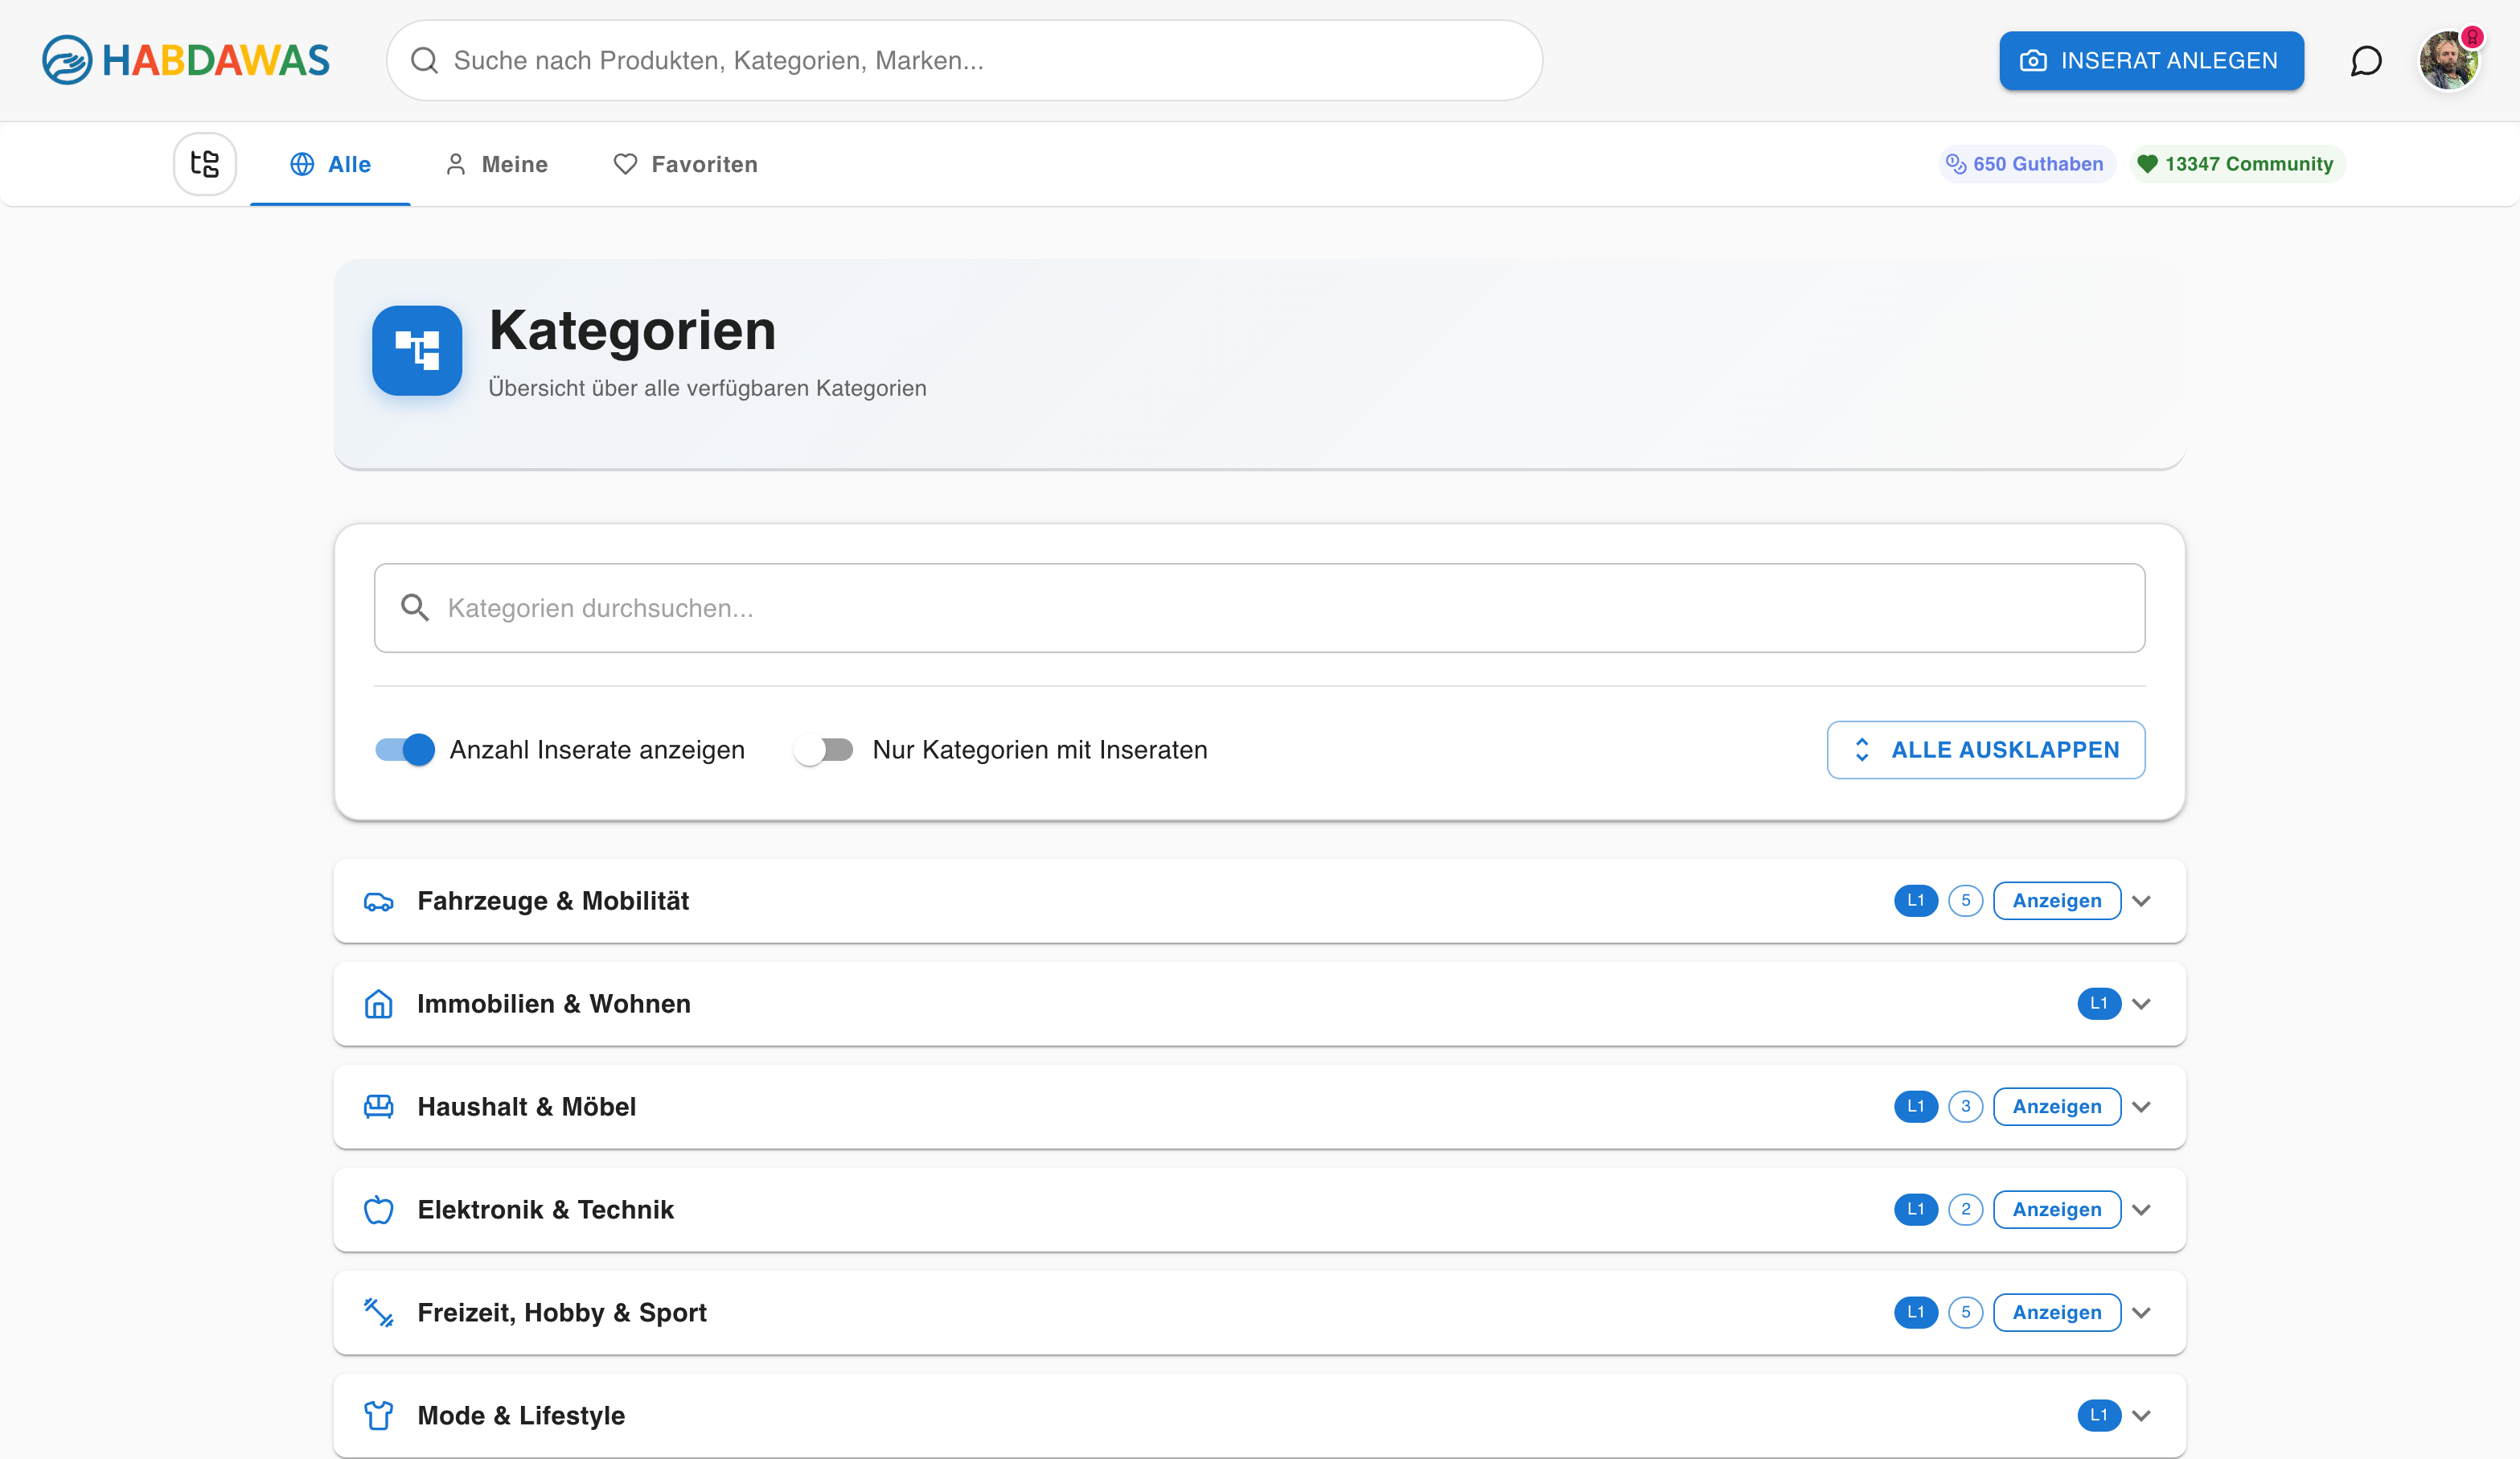 HABDAWAS
Suche nach Produkten, Kategorien, Marken...
INSERAT ANLEGEN
Alle
Meine
Favoriten
650 Guthaben
13347 Community
Kategorien
Übersicht über alle verfügbaren Kategorien
Kategorien durchsuchen...
Anzahl Inserate anzeigen
Nur Kategorien mit Inseraten
ALLE AUSKLAPPEN
Fahrzeuge & Mobilität L1 5 Anzeigen
Immobilien & Wohnen L1
Haushalt & Möbel L1 3 Anzeigen
Elektronik & Technik L1 2 Anzeigen
Freizeit, Hobby & Sport L1 5 Anzeigen
Mode & Lifestyle L1